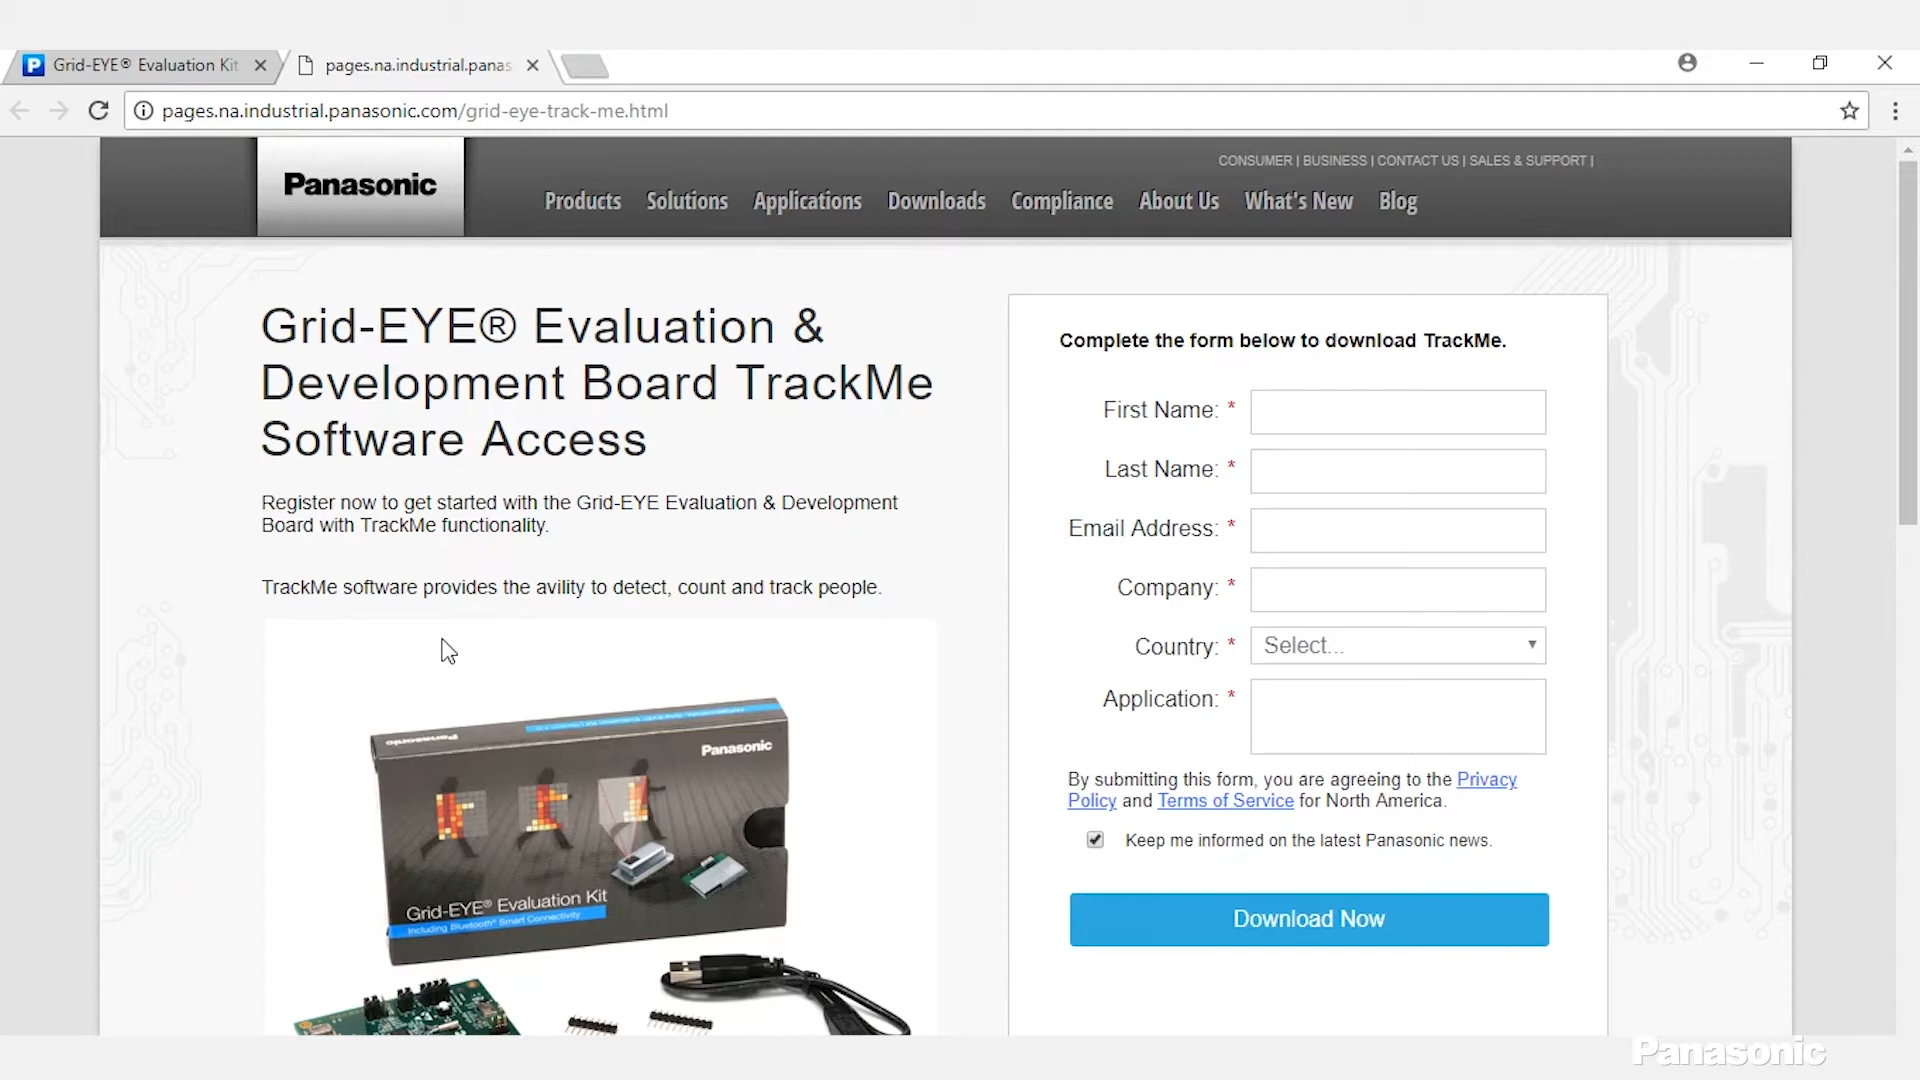 Grid-EYE® Evaluation Kit
pages.na.industrial.panas
pages.na.industrial.panasonic.com/grid-eye-track-me.html
CONSUMER | BUSINESS | CONTACT US | SALES & SUPPORT |
Panasonic
Products Solutions Applications Downloads Compliance About Us What's New Blog
Grid-EYE® Evaluation &
Development Board TrackMe
Software Access
Register now to get started with the Grid-EYE Evaluation & Development
Board with TrackMe functionality.
TrackMe software provides the avility to detect, count and track people.
Panasonic
Panasonic
Grid-EYE® Evaluation Kit
Including Bluetooth® Smart Connectivity
Complete the form below to download TrackMe.
First Name: *
Last Name: *
Email Address: *
Company: *
Country: * Select...
Application: *
By submitting this form, you are agreeing to the Privacy
Policy and Terms of Service for North America.
Keep me informed on the latest Panasonic news.
Download Now
Panasonic